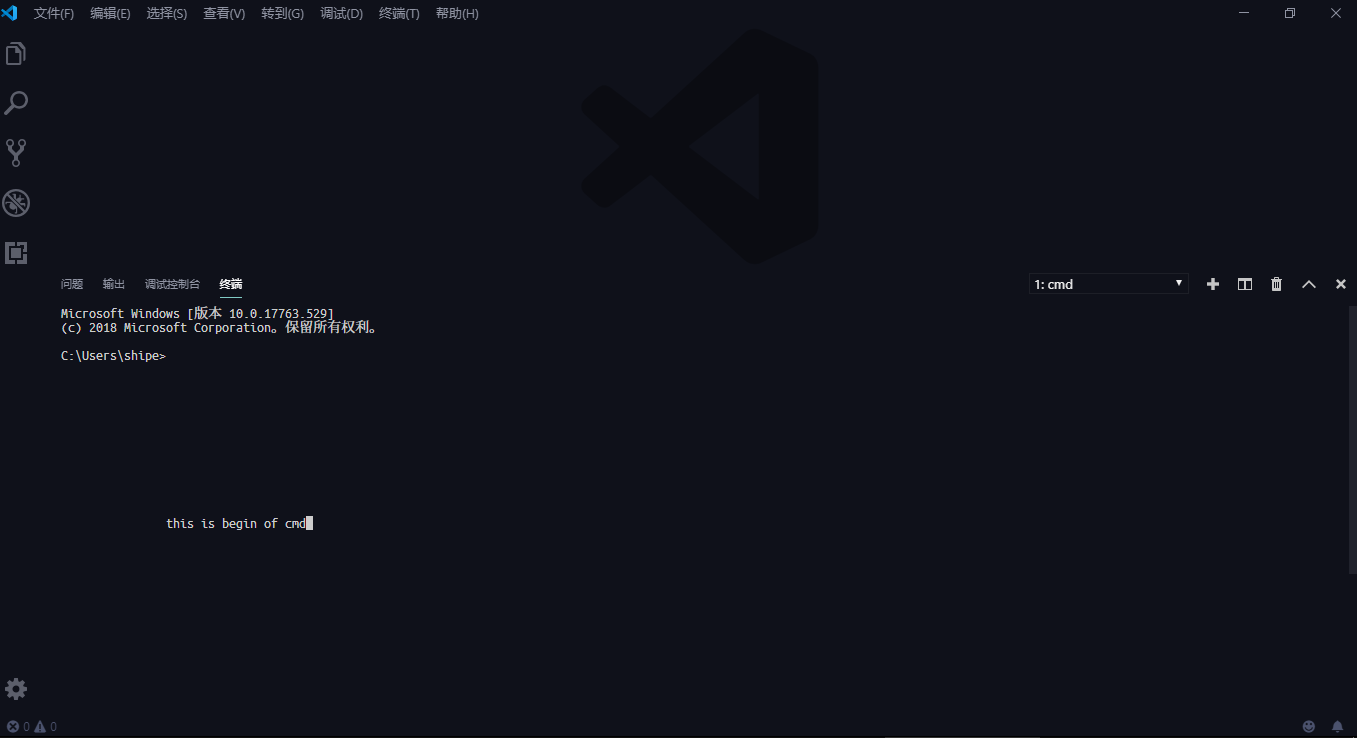 文件(F) 编辑(E) 选择(S) 查看(V) 转到(G) 调试(D) 终端(T) 帮助(H)
问题 输出 调试控制台 终端 1: cmd
Microsoft Windows [版本 10.0.17763.529]
(c) 2018 Microsoft Corporation。保留所有权利。
C:\Users\shipe>
this is begin of cmd
0 0